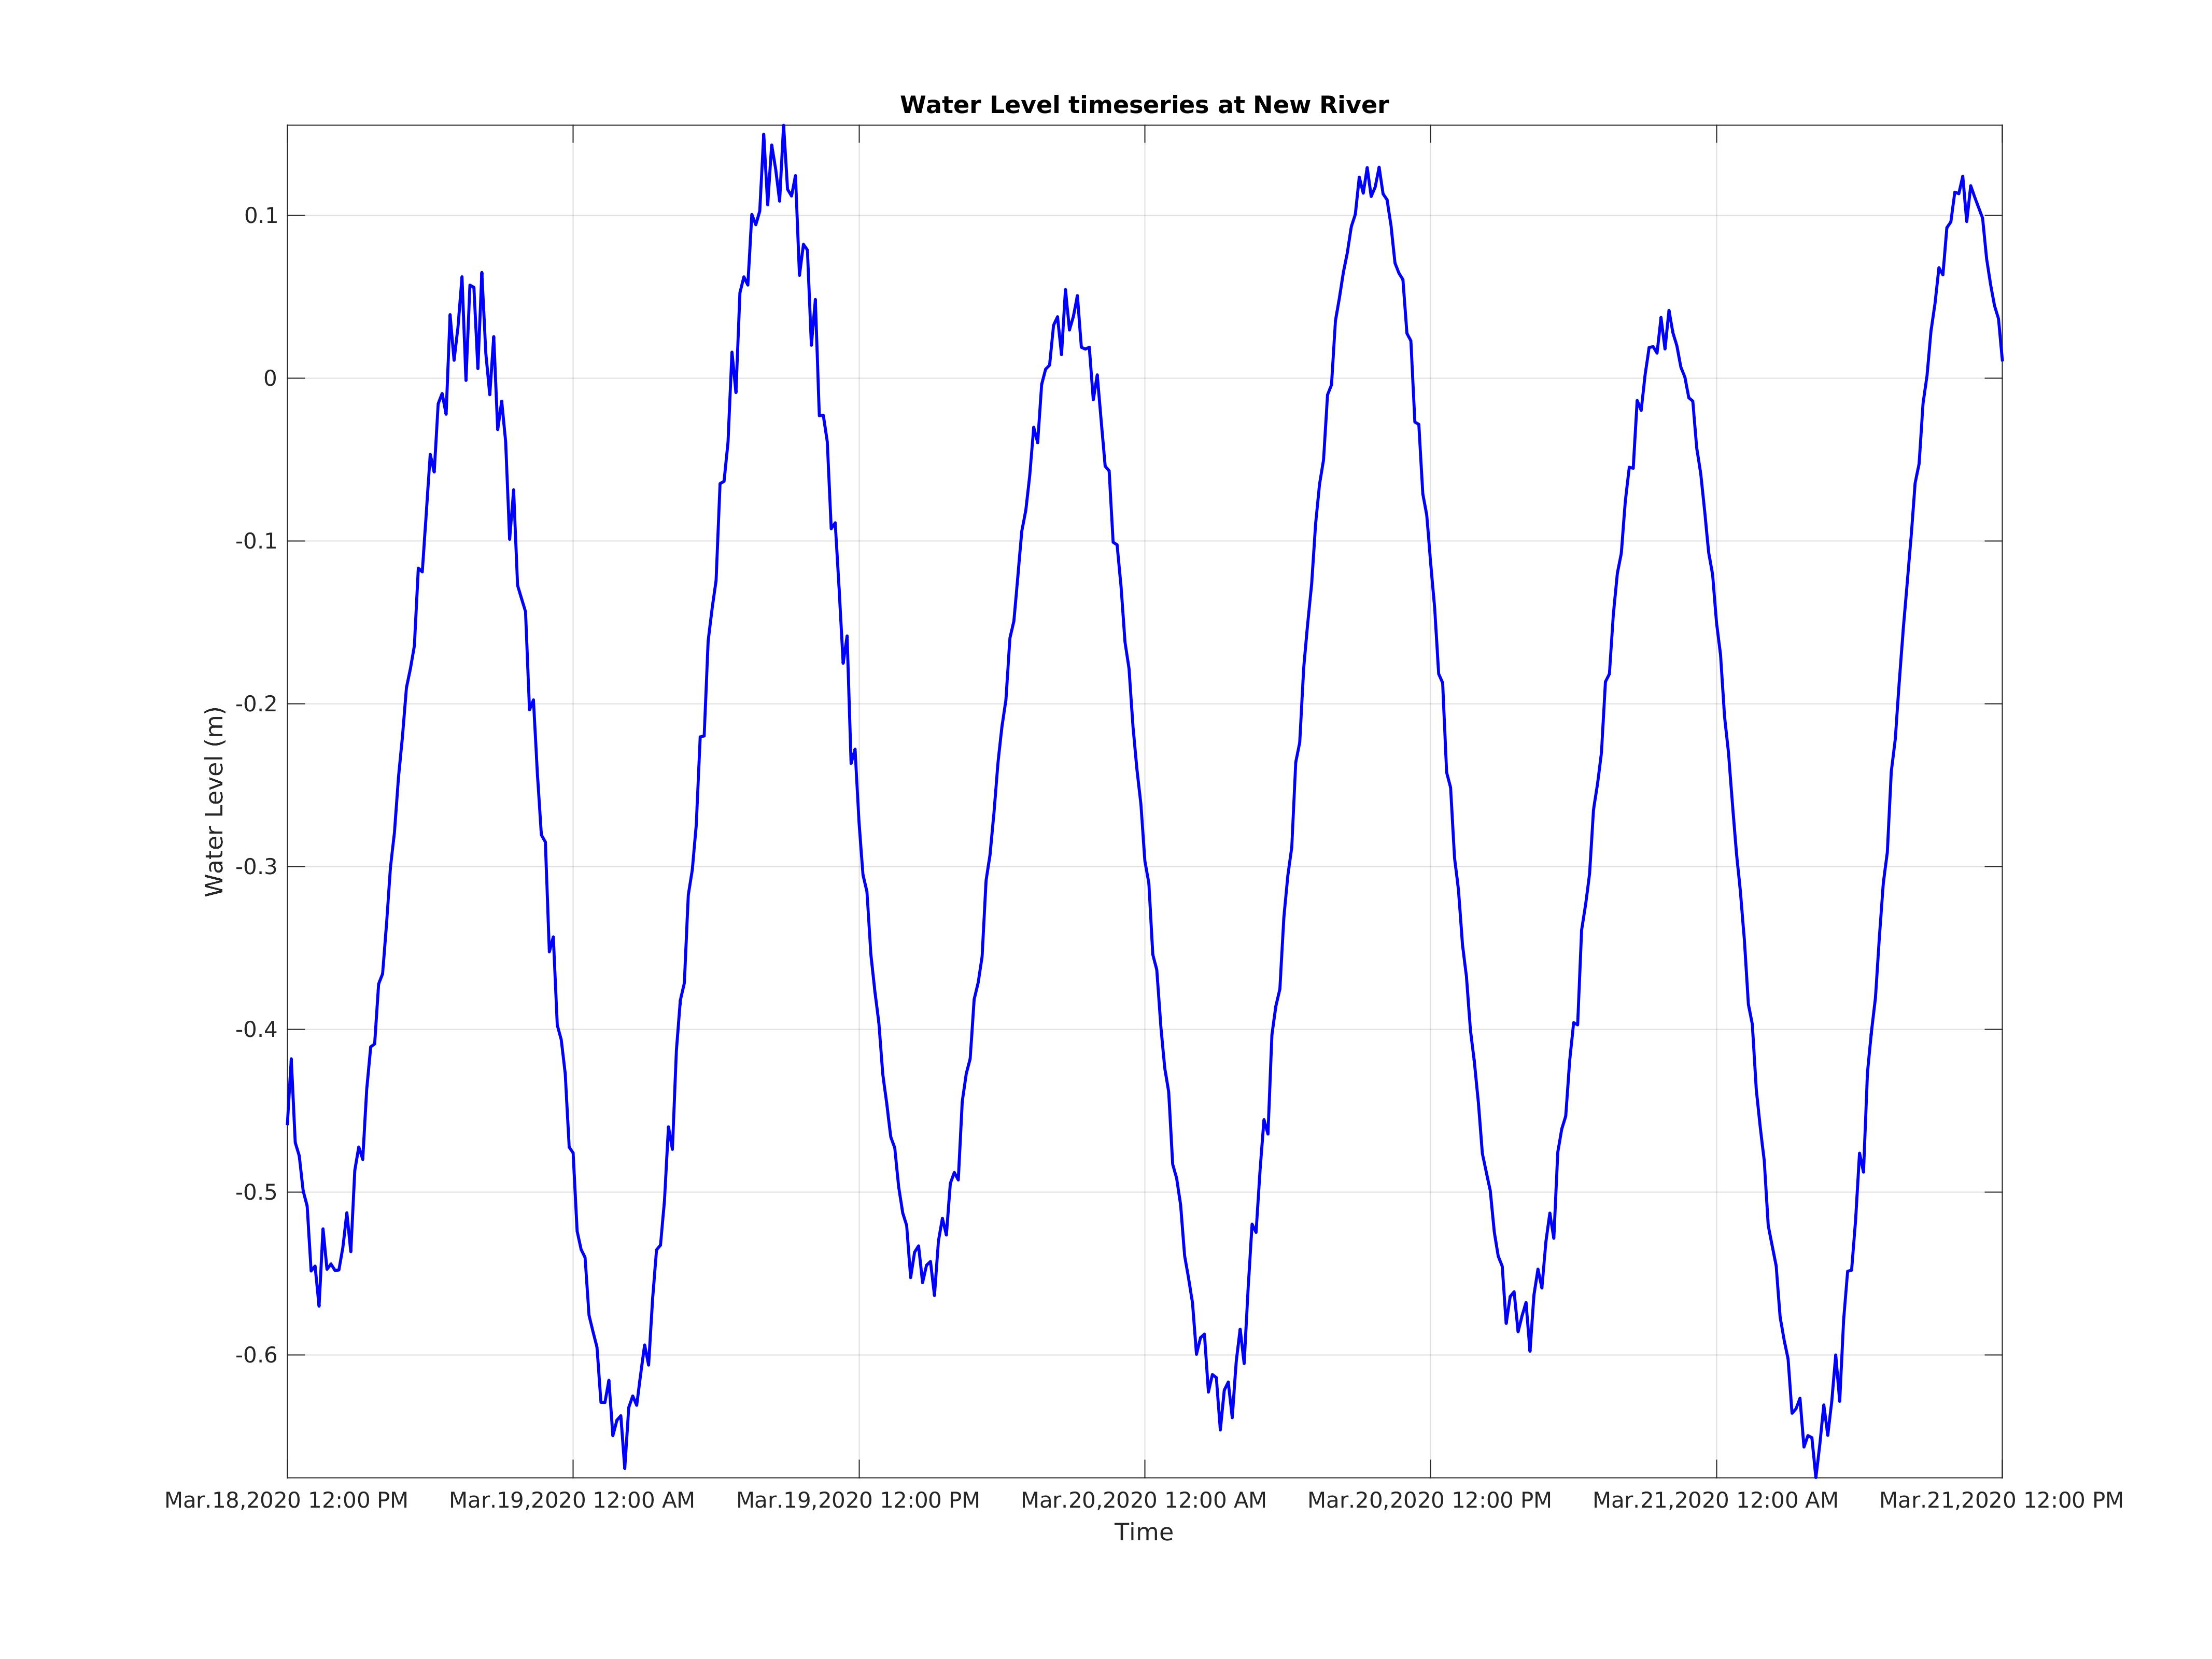 Water Level timeseries at New River
0.1
0
-0.1
-0.2
-0.3
-0.4
-0.5
-0.6
Water Level (m)
Mar.18,2020 12:00 PM
Mar.19,2020 12:00 AM
Mar.19,2020 12:00 PM
Mar.20,2020 12:00 AM
Mar.20,2020 12:00 PM
Mar.21,2020 12:00 AM
Mar.21,2020 12:00 PM
Time